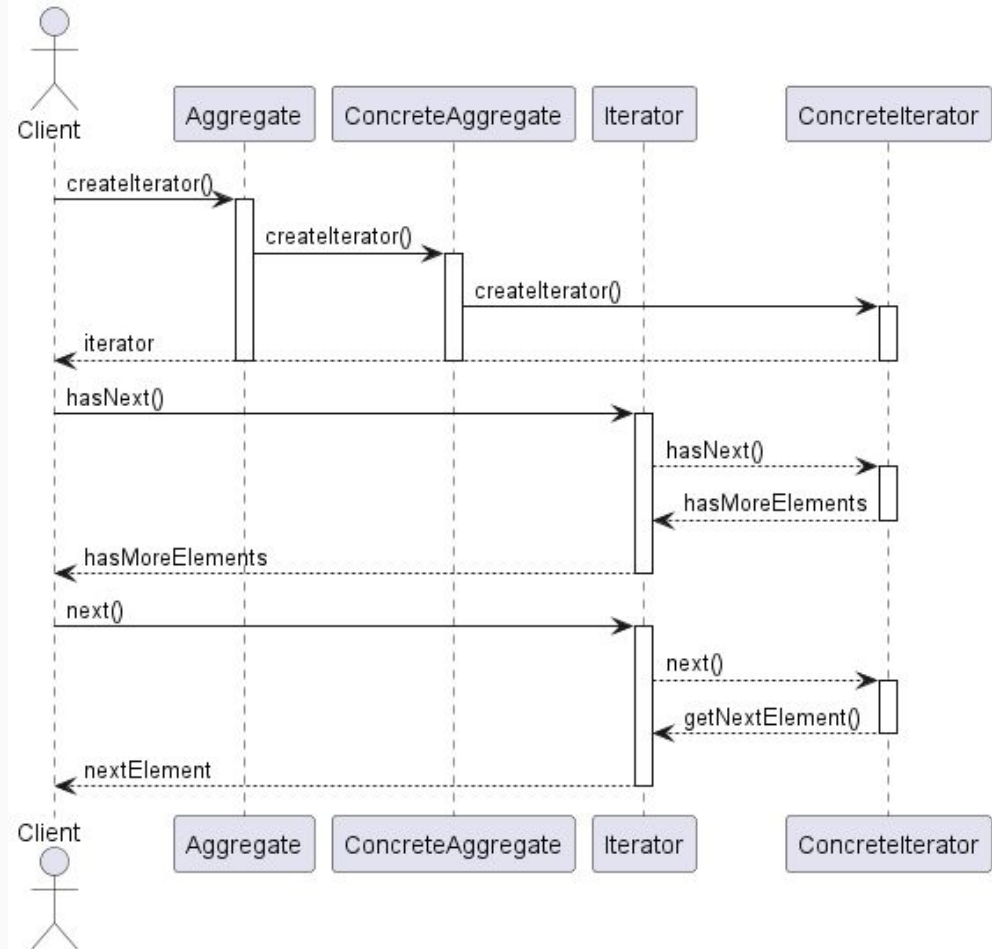 Client
Aggregate
ConcreteAggregate
Iterator
ConcreteIterator
createIterator()
createIterator()
createIterator()
iterator
hasNext()
hasNext()
hasMoreElements
hasMoreElements
next()
next()
getNextElement()
nextElement
Client
Aggregate
ConcreteAggregate
Iterator
ConcreteIterator